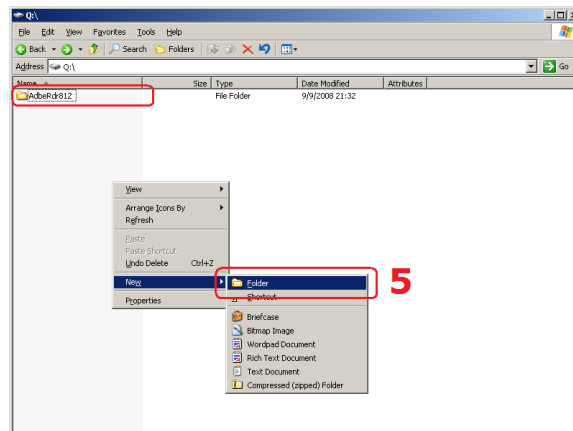 Q:\
File Edit View Favorites Tools Help
Back Search Folders
Address Q:\ Go
Name Size Type Date Modified Attributes
AdbeRdr812 File Folder 9/9/2008 21:32
View
Arrange Icons By
Refresh
Paste
Paste Shortcut
Undo Delete Ctrl+Z
New
Properties
Folder
Shortcut
Briefcase
Bitmap Image
Wordpad Document
Rich Text Document
Text Document
Compressed (zipped) Folder
5